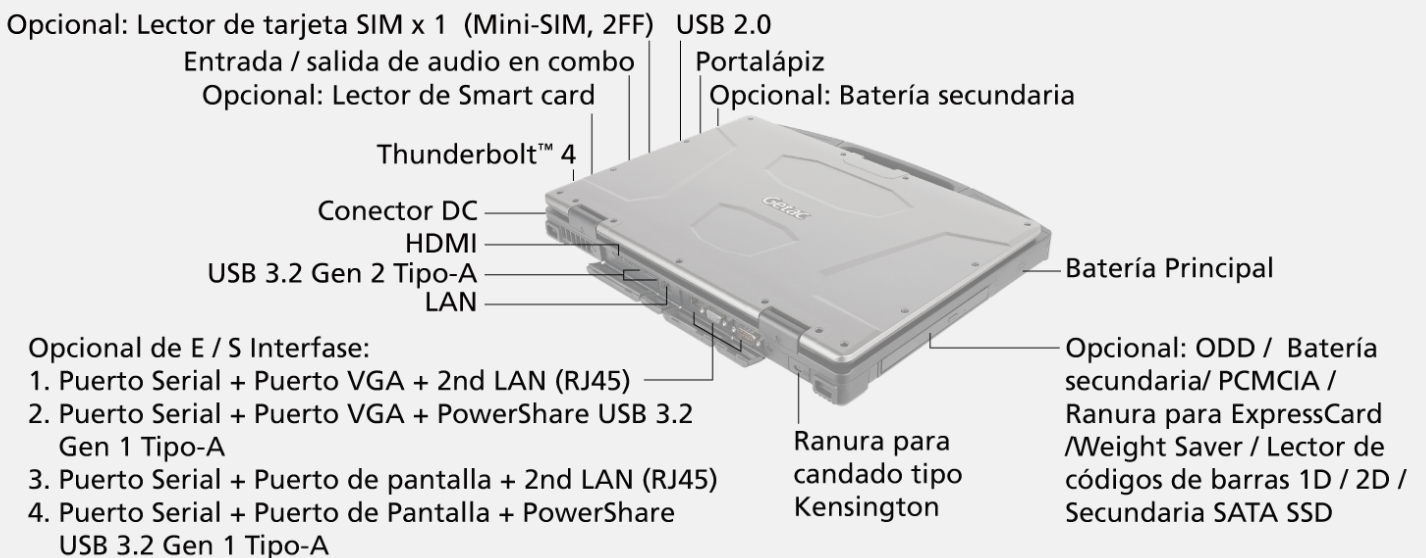 Opcional: Lector de tarjeta SIM x 1 (Mini-SIM, 2FF)
USB 2.0
Entrada / salida de audio en combo
Portalápiz
Opcional: Lector de Smart card
Opcional: Batería secundaria
Thunderbolt™ 4
Conector DC
HDMI
USB 3.2 Gen 2 Tipo-A
LAN
Getac
Batería Principal
Opcional de E / S Interfase:
1. Puerto Serial + Puerto VGA + 2nd LAN (RJ45)
2. Puerto Serial + Puerto VGA + PowerShare USB 3.2
Gen 1 Tipo-A
3. Puerto Serial + Puerto de pantalla + 2nd LAN (RJ45)
4. Puerto Serial + Puerto de Pantalla + PowerShare
USB 3.2 Gen 1 Tipo-A
Ranura para
candado tipo
Kensington
Opcional: ODD / Batería
secundaria/ PCMCIA /
Ranura para ExpressCard
/Weight Saver / Lector de
códigos de barras 1D / 2D /
Secundaria SATA SSD